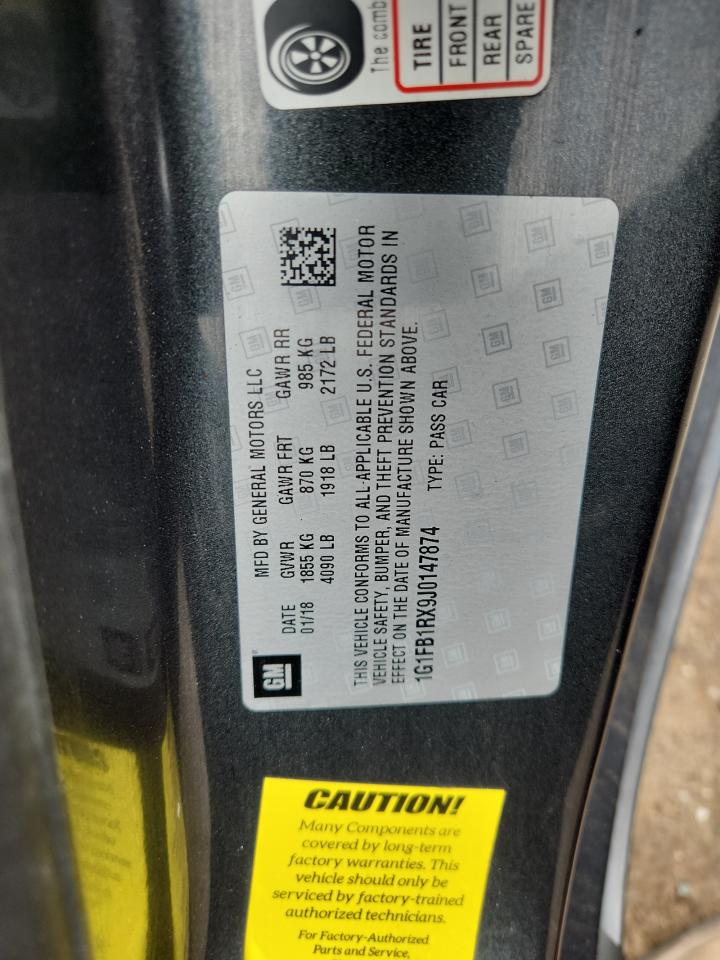 The comb
TIRE
FRONT
REAR
SPARE
GM
MFD BY GENERAL MOTORS LLC
DATE GVWR GAWR FRT GAWR RR
01/18 1855 KG 870 KG 985 KG
4090 LB 1918 LB 2172 LB
THIS VEHICLE CONFORMS TO ALL APPLICABLE U.S. FEDERAL MOTOR
VEHICLE SAFETY, BUMPER, AND THEFT PREVENTION STANDARDS IN
EFFECT ON THE DATE OF MANUFACTURE SHOWN ABOVE.
1G1FB1RX9J0147874 TYPE: PASS CAR
CAUTION!
Many Components are
covered by long-term
factory warranties. This
vehicle should only be
serviced by factory-trained
authorized technicians.
For Factory-Authorized
Parts and Service,